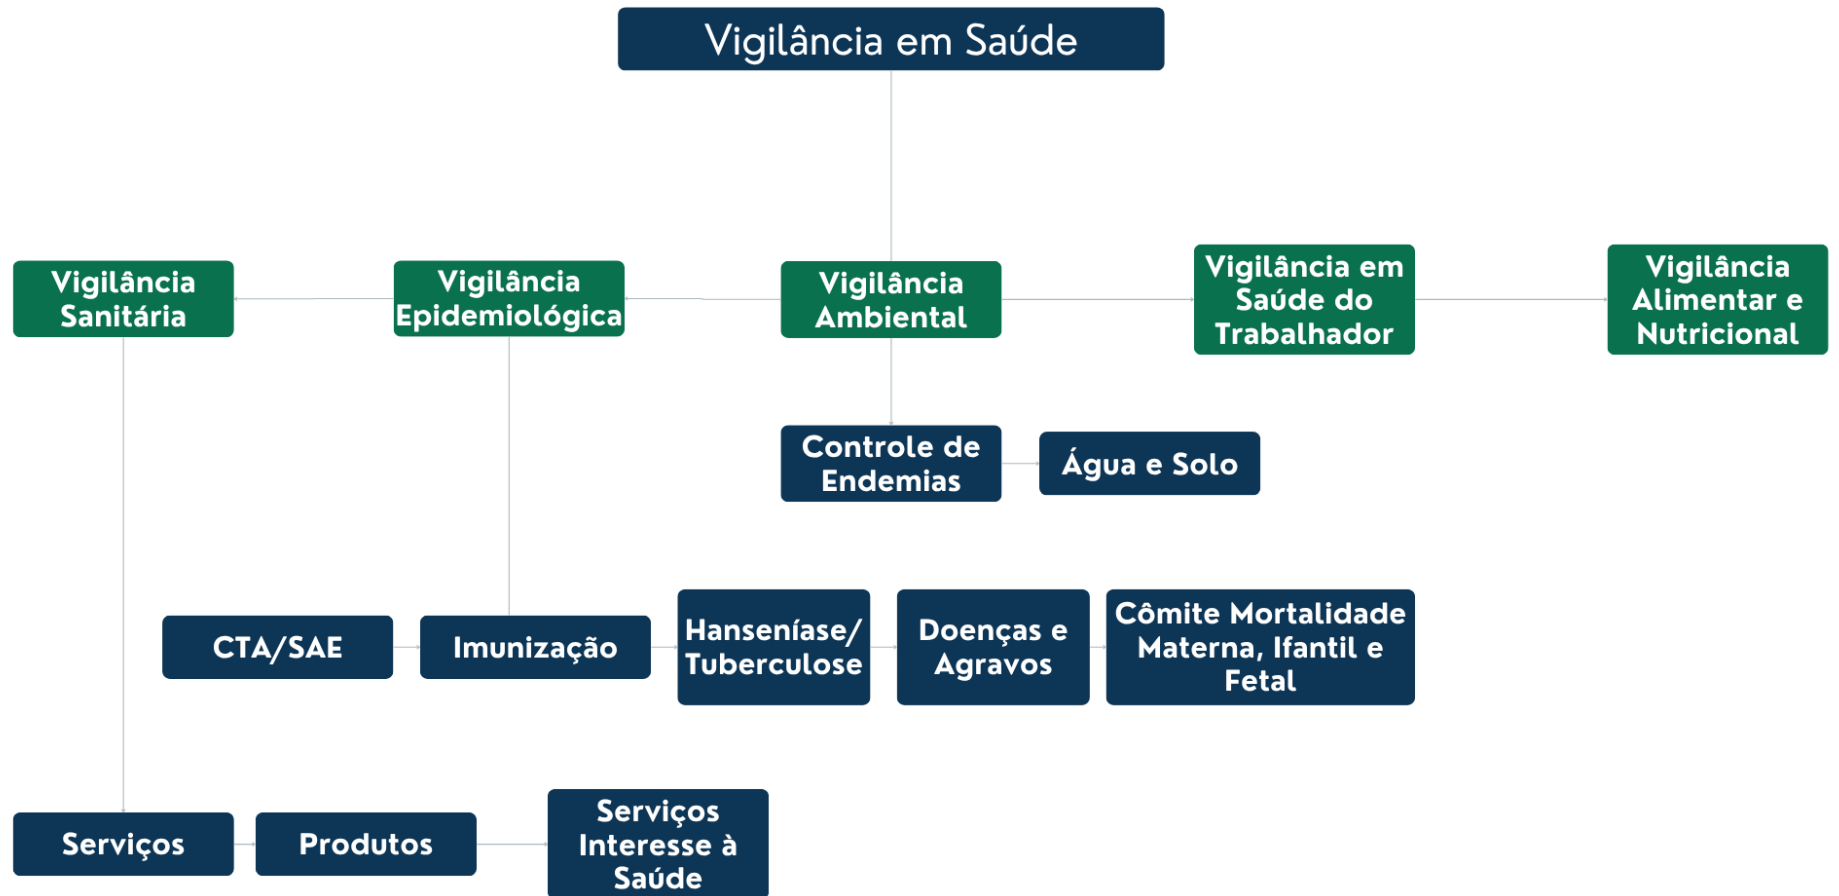 Vigilância em Saúde
Vigilância
Sanitária
Vigilância
Epidemiológica
Vigilância
Ambiental
Vigilância em
Saúde do
Trabalhador
Vigilância
Alimentar e
Nutricional
Controle de
Endemias
Água e Solo
CTA/SAE
Imunização
Hanseníase/
Tuberculose
Doenças e
Agravos
Cômite Mortalidade
Materna, Ifantil e
Fetal
Serviços
Produtos
Serviços
Interesse à
Saúde